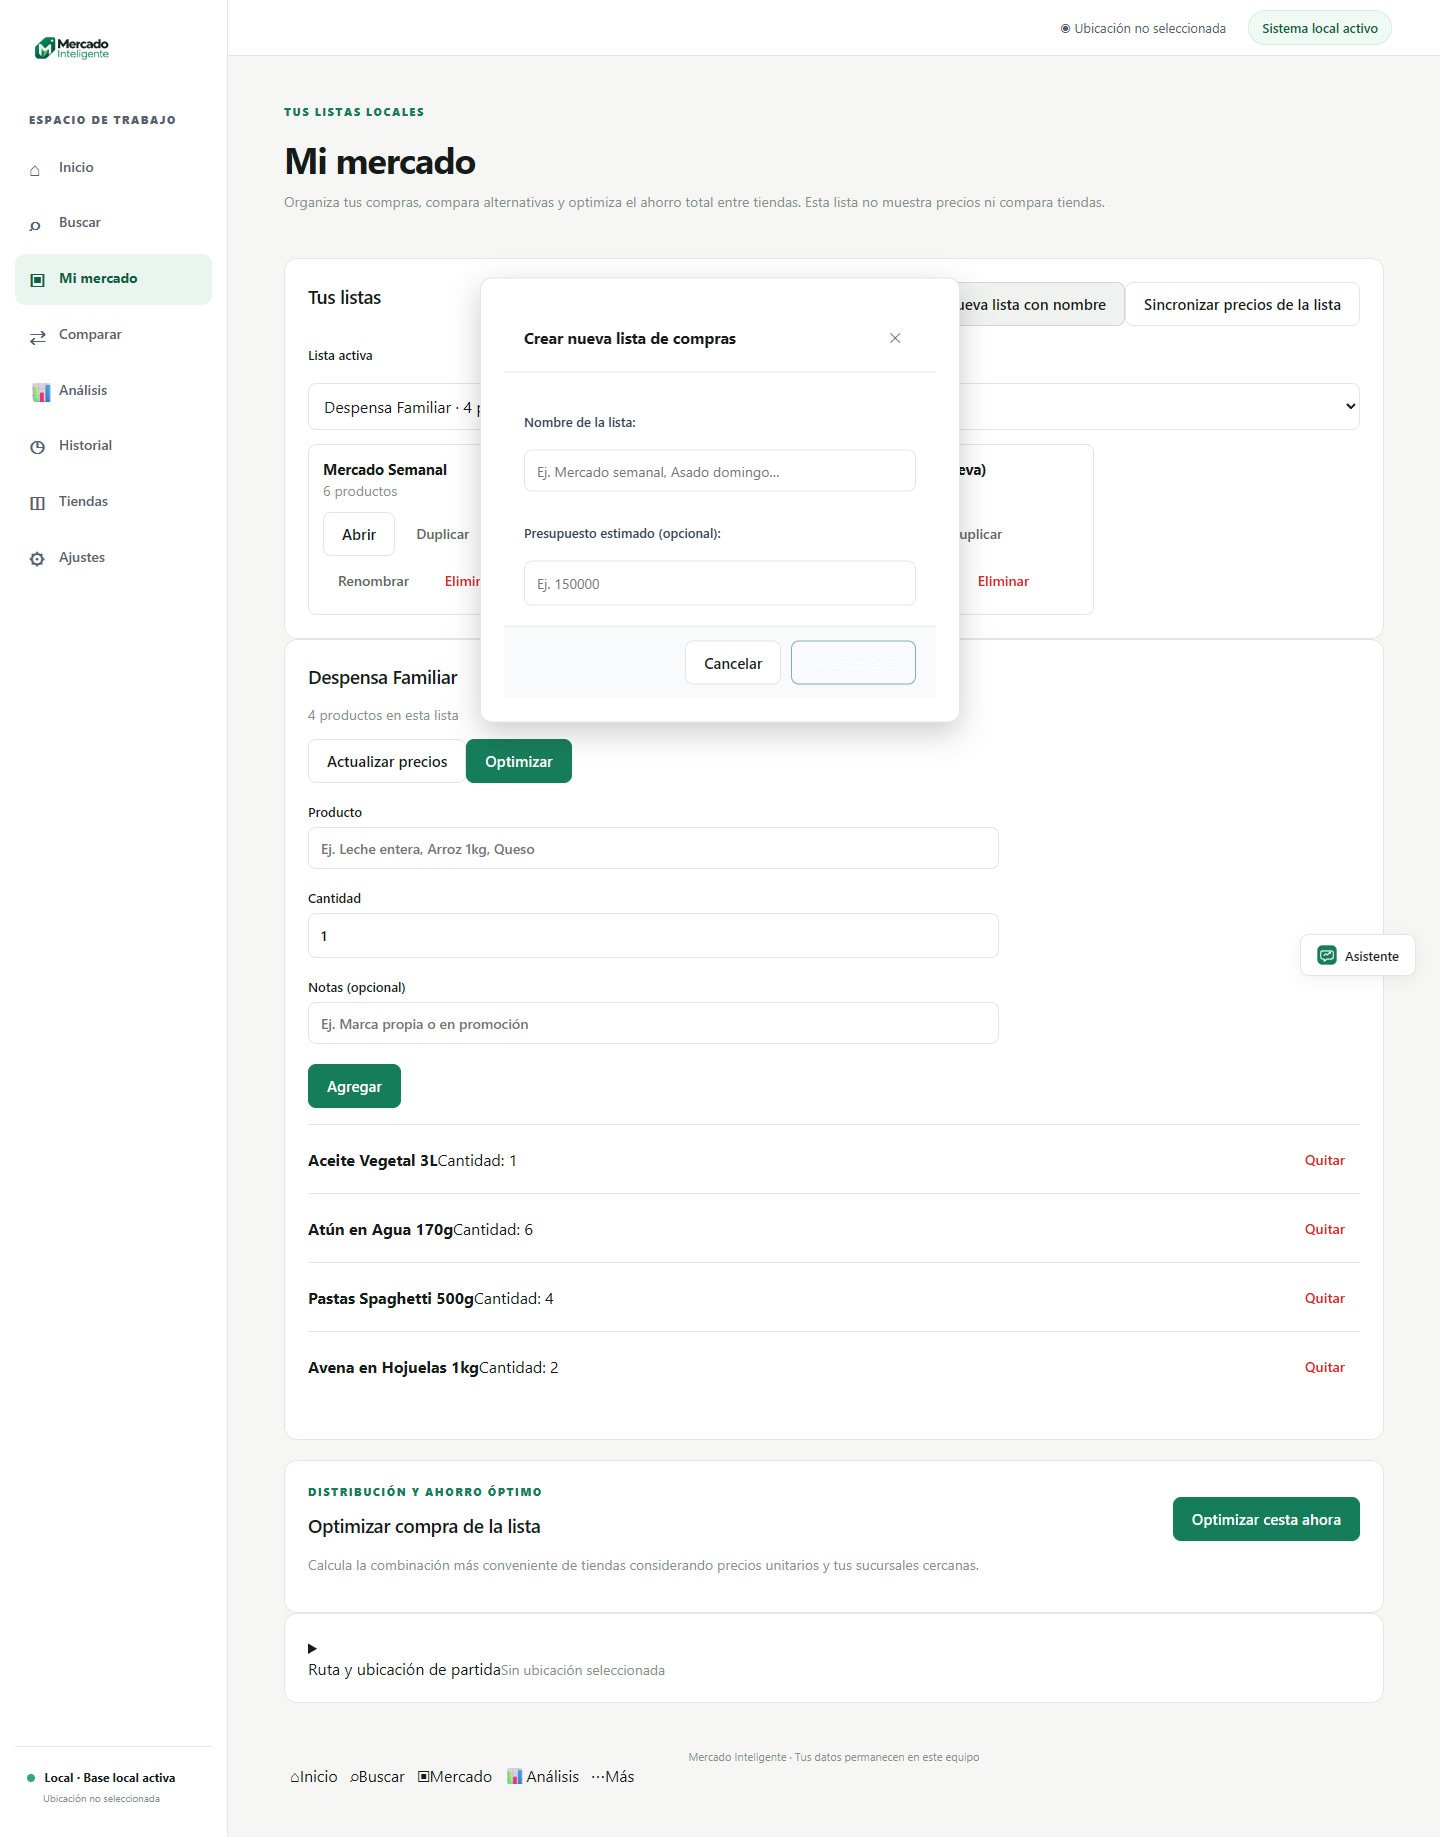 Mercado
Inteligente
ESPACIO DE TRABAJO
Inicio
Buscar
Mi mercado
Comparar
Análisis
Historial
Tiendas
Ajustes
Local · Base local activa
Ubicación no seleccionada
Ubicación no seleccionada
Sistema local activo
TUS LISTAS LOCALES
Mi mercado
Organiza tus compras, compara alternativas y optimiza el ahorro total entre tiendas. Esta lista no muestra precios ni compara tiendas.
Tus listas
ueva lista con nombre
Sincronizar precios de la lista
Lista activa
Despensa Familiar · 4 p
Mercado Semanal
6 productos
Abrir
Duplicar
Renombrar
Elimin
eva)
uplicar
Eliminar
Crear nueva lista de compras
Nombre de la lista:
Ej. Mercado semanal, Asado domingo...
Presupuesto estimado (opcional):
Ej. 150000
Cancelar
Despensa Familiar
4 productos en esta lista
Actualizar precios
Optimizar
Producto
Ej. Leche entera, Arroz 1kg, Queso
Cantidad
1
Notas (opcional)
Ej. Marca propia o en promoción
Agregar
Aceite Vegetal 3LCantidad: 1
Quitar
Atún en Agua 170gCantidad: 6
Quitar
Pastas Spaghetti 500gCantidad: 4
Quitar
Avena en Hojuelas 1kgCantidad: 2
Quitar
Asistente
DISTRIBUCIÓN Y AHORRO ÓPTIMO
Optimizar compra de la lista
Calcula la combinación más conveniente de tiendas considerando precios unitarios y tus sucursales cercanas.
Optimizar cesta ahora
Ruta y ubicación de partidaSin ubicación seleccionada
Mercado Inteligente · Tus datos permanecen en este equipo
Inicio Buscar Mercado Análisis ···Más